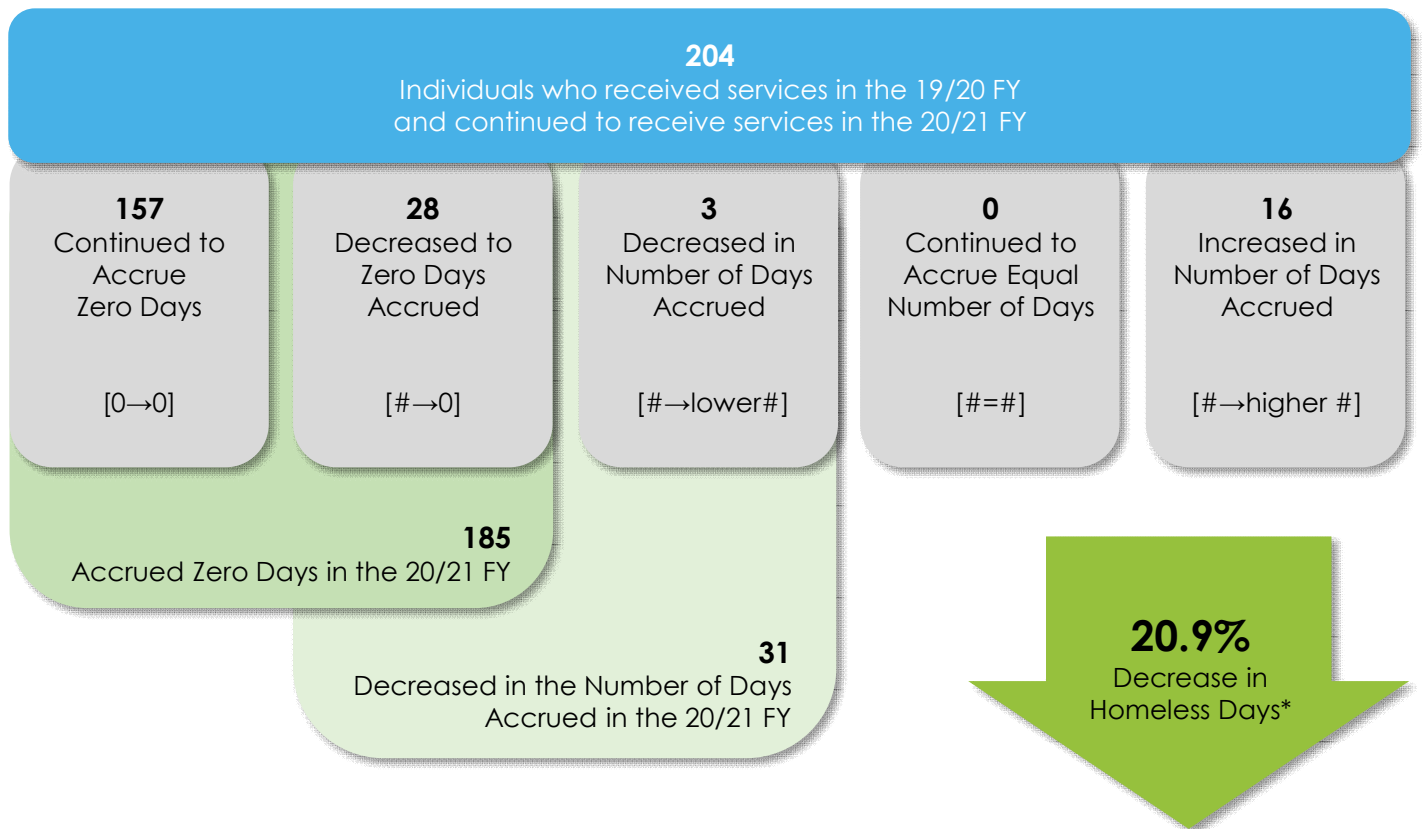 204
Individuals who received services in the 19/20 FY
and continued to receive services in the 20/21 FY
157
Continued to
Accrue
Zero Days
[0→0]
28
Decreased to
Zero Days
Accrued
[#→0]
3
Decreased in
Number of Days
Accrued
[#→lower#]
0
Continued to
Accrue Equal
Number of Days
[#=#]
16
Increased in
Number of Days
Accrued
[#→higher #]
185
Accrued Zero Days in the 20/21 FY
31
Decreased in the Number of Days
Accrued in the 20/21 FY
20.9%
Decrease in
Homeless Days*